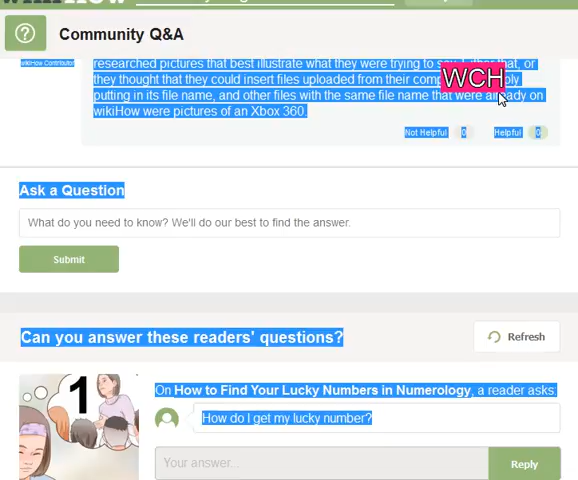 Community Q&A
wikiHow Contributor
researched pictures that best illustrate what they were trying to say. Either that, or
they thought that they could insert files uploaded from their
WCH
putting in its file name, and other files with the same file name that were already on
wikiHow were pictures of an Xbox 360.
Not Helpful 0 Helpful 0
Ask a Question
What do you need to know? We'll do our best to find the answer.
Submit
Can you answer these readers' questions?
Refresh
1
On How to Find Your Lucky Numbers in Numerology, a reader asks:
How do I get my lucky number?
Your answer...
Reply